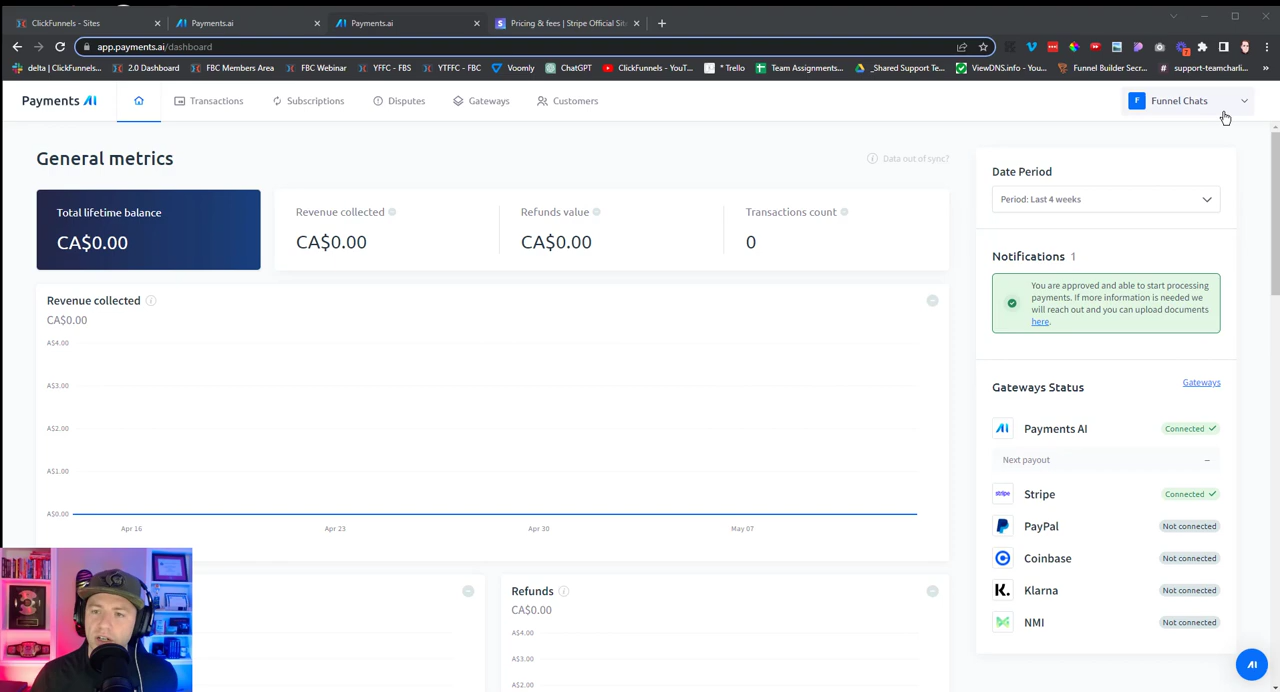 ClickFunnels - Sites
Payments.ai
Payments.ai
Pricing & fees | Stripe Official Sit
app.payments.ai/dashboard
delta | ClickFunnels...
2.0 Dashboard
FBC Members Area
FBC Webinar
YFFC - FBS
YTFFC - FBC
Voomly
ChatGPT
ClickFunnels - YouT...
* Trello
Team Assignments...
_Shared Support Te...
ViewDNS.info - You...
Funnel Builder Secr...
# support-teamcharli...
Payments AI
Transactions
Subscriptions
Disputes
Gateways
Customers
F Funnel Chats
General metrics
Data out of sync?
Total lifetime balance
CA$0.00
Revenue collected
CA$0.00
Refunds value
CA$0.00
Transactions count
0
Revenue collected
CA$0.00
A$4.00
A$3.00
A$2.00
A$1.00
A$0.00
Apr 16
Apr 23
Apr 30
May 07
Refunds
CA$0.00
A$4.00
A$3.00
A$2.00
Date Period
Period: Last 4 weeks
Notifications 1
You are approved and able to start processing
payments. If more information is needed we
will reach out and you can upload documents
here.
Gateways Status
Gateways
Payments AI
Connected
Next payout
–
stripe
Stripe
Connected
PayPal
Not connected
Coinbase
Not connected
K.
Klarna
Not connected
NMI
Not connected
AI